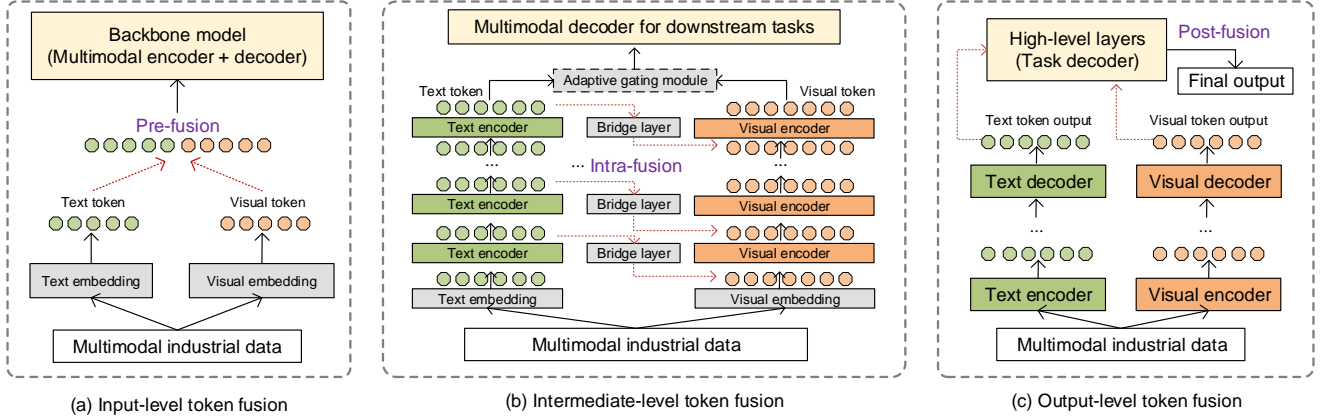 Backbone model
(Multimodal encoder + decoder)
Pre-fusion
Text token
Visual token
Text embedding
Visual embedding
Multimodal industrial data
(a) Input-level token fusion
Multimodal decoder for downstream tasks
Adaptive gating module
Text token
Visual token
Text encoder
Bridge layer
Visual encoder
...
... Intra-fusion
...
Text encoder
Bridge layer
Visual encoder
Text encoder
Bridge layer
Visual encoder
Text embedding
Visual embedding
Multimodal industrial data
(b) Intermediate-level token fusion
High-level layers
(Task decoder)
Post-fusion
Final output
Text token output
Visual token output
Text decoder
Visual decoder
...
...
Text encoder
Visual encoder
Multimodal industrial data
(c) Output-level token fusion